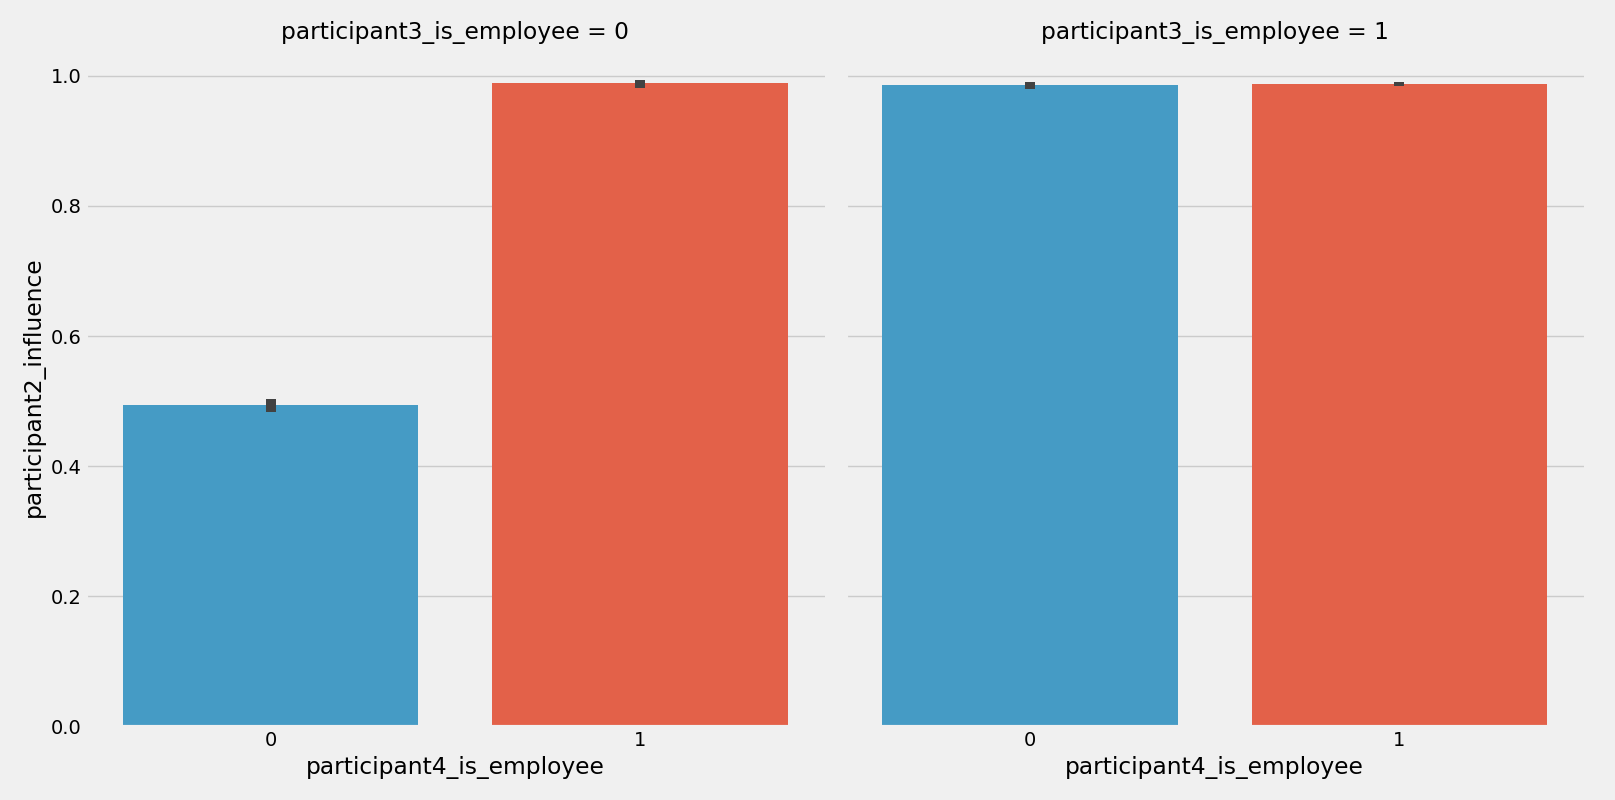 participant3_is_employee = 0
participant3_is_employee = 1
participant2_influence
1.0
0.8
0.6
0.4
0.2
0.0
0 1
0 1
participant4_is_employee
participant4_is_employee